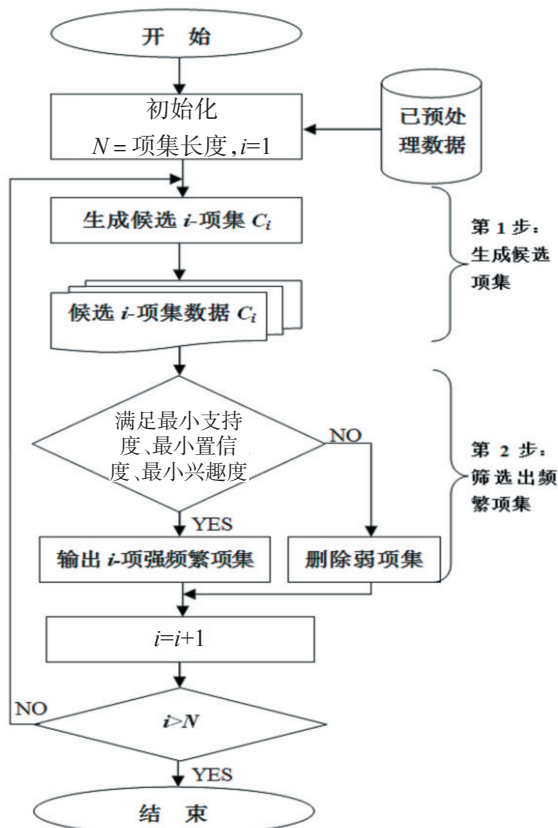 开 始
初始化
N = 项集长度,i=1
已预处
理数据
生成候选 i-项集 Ci
第 1 步:
生成候选
项集
候选 i-项集数据 Ci
满足最小支持
度、最小置信
度、最小兴趣度
NO
第 2 步:
筛选出频
繁项集
YES
输出 i-项强频繁项集
删除弱项集
i=i+1
NO
i>N
YES
结 束